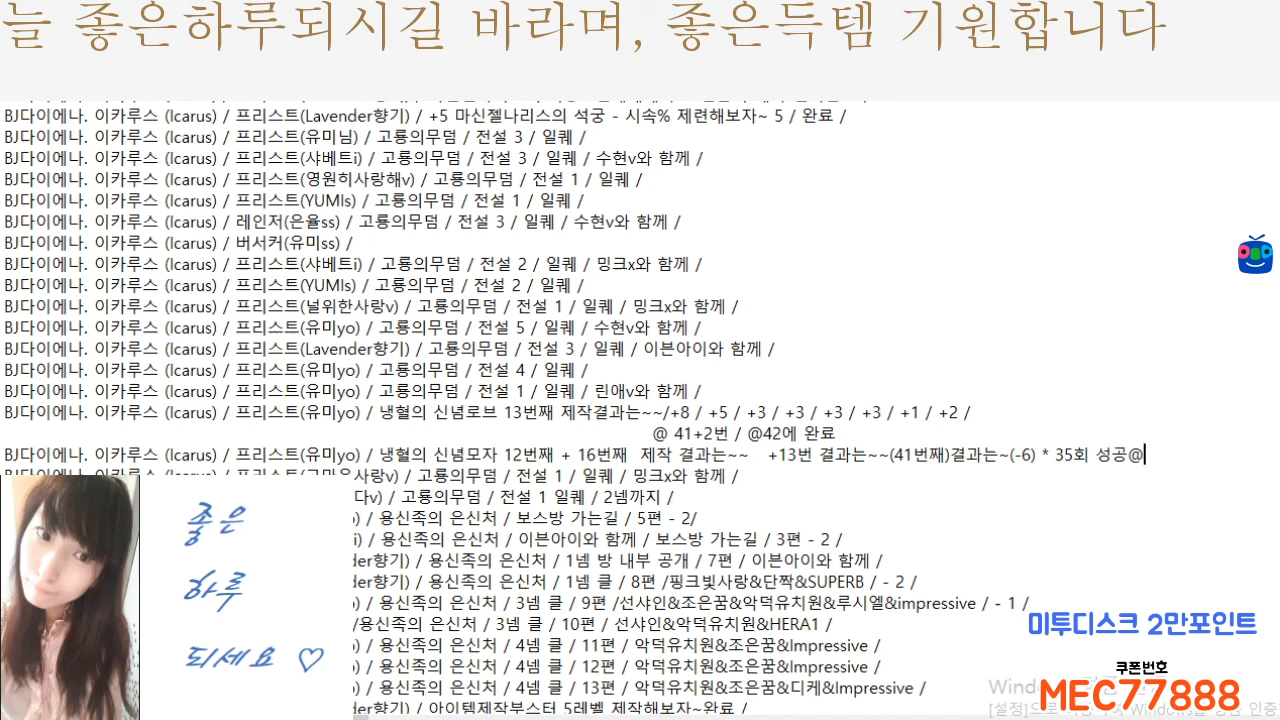 늘 좋은하루되시길 바라며, 좋은득템 기원합니다
BJ다이에나. 이카루스 (Icarus) / 프리스트(Lavender향기) / +5 마신젤나리스의 석궁 - 시속% 제련해보자~ 5 / 완료 /
BJ다이에나. 이카루스 (Icarus) / 프리스트(유미님) / 고룡의무덤 / 전설 3 / 일퀘 /
BJ다이에나. 이카루스 (Icarus) / 프리스트(샤베트i) / 고룡의무덤 / 전설 3 / 일퀘 / 수현v와 함께 /
BJ다이에나. 이카루스 (Icarus) / 프리스트(영원히사랑해v) / 고룡의무덤 / 전설 1 / 일퀘 /
BJ다이에나. 이카루스 (Icarus) / 프리스트(YUMIs) / 고룡의무덤 / 전설 1 / 일퀘 /
BJ다이에나. 이카루스 (Icarus) / 레인저(은율ss) / 고룡의무덤 / 전설 3 / 일퀘 / 수현v와 함께 /
BJ다이에나. 이카루스 (Icarus) / 버서커(유미ss) /
BJ다이에나. 이카루스 (Icarus) / 프리스트(샤베트i) / 고룡의무덤 / 전설 2 / 일퀘 / 밍크x와 함께 /
BJ다이에나. 이카루스 (Icarus) / 프리스트(YUMIs) / 고룡의무덤 / 전설 2 / 일퀘 /
BJ다이에나. 이카루스 (Icarus) / 프리스트(널위한사랑v) / 고룡의무덤 / 전설 1 / 일퀘 / 밍크x와 함께 /
BJ다이에나. 이카루스 (Icarus) / 프리스트(유미yo) / 고룡의무덤 / 전설 5 / 일퀘 / 수현v와 함께 /
BJ다이에나. 이카루스 (Icarus) / 프리스트(Lavender향기) / 고룡의무덤 / 전설 3 / 일퀘 / 이븐아이와 함께 /
BJ다이에나. 이카루스 (Icarus) / 프리스트(유미yo) / 고룡의무덤 / 전설 4 / 일퀘 /
BJ다이에나. 이카루스 (Icarus) / 프리스트(유미yo) / 고룡의무덤 / 전설 1 / 일퀘 / 린애v와 함께 /
BJ다이에나. 이카루스 (Icarus) / 프리스트(유미yo) / 냉혈의 신념로브 13번째 제작결과는~~/+8 / +5 / +3 / +3 / +3 / +3 / +1 / +2 /
@ 41+2번 / @42에 완료
BJ다이에나. 이카루스 (Icarus) / 프리스트(유미yo) / 냉혈의 신념모자 12번째 + 16번째 제작 결과는~~ +13번 결과는~~(41번째)결과는~(-6) * 35회 성공@
사랑v) / 고룡의무덤 / 전설 1 / 일퀘 / 밍크x와 함께 /
다v) / 고룡의무덤 / 전설 1 일퀘 / 2넴까지 /
) / 용신족의 은신처 / 보스방 가는길 / 5편 - 2/
i) / 용신족의 은신처 / 이븐아이와 함께 / 보스방 가는길 / 3편 - 2 /
der향기) / 용신족의 은신처 / 1넴 방 내부 공개 / 7편 / 이븐아이와 함께 /
der향기) / 용신족의 은신처 / 1넴 클 / 8편 /핑크빛사랑&단짝&SUPERB / - 2 /
) / 용신족의 은신처 / 3넴 클 / 9편 /선샤인&조은꿈&악덕유치원&루시엘&impressive / - 1 /
/용신족의 은신처 / 3넴 클 / 10편 / 선샤인&악덕유치원&HERA1 /
) / 용신족의 은신처 / 4넴 클 / 11편 / 악덕유치원&조은꿈&Impressive /
) / 용신족의 은신처 / 4넴 클 / 12편 / 악덕유치원&조은꿈&Impressive /
) / 용신족의 은신처 / 4넴 클 / 13편 / 악덕유치원&조은꿈&디케&Impressive /
der향기) / 아이템제작부스터 5레벨 제작해보자~완료 /
좋은
하루
되세요 ♡
미투디스크 2만포인트
쿠폰번호
MEC77888